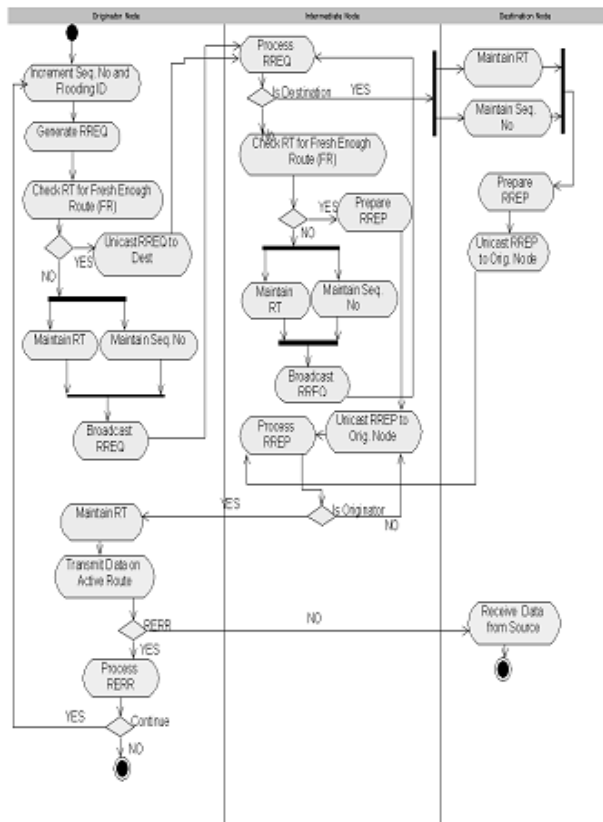 Originator Node
Intermediate Node
Destination Node
Increment Seq. No and
Flooding ID
Generate RREQ
Check RT for Fresh Enough
Route (FR)
YES
Unicast RREQ to
Dest
NO
Maintain RT
Maintain Seq. No
Broadcast
RREQ
Maintain RT
Transmit Data on
Active Route
RERR
YES
Process
RERR
YES
Continue
NO
Process
RREQ
Is Destination
YES
No
Check RT for Fresh Enough
Route (FR)
YES
Prepare
RREP
NO
Maintain
RT
Maintain Seq.
No
Broadcast
RREQ
Process
RREP
Unicast RREP to
Orig. Node
YES
Is Originator
NO
NO
Maintain RT
Maintain Seq.
No
Prepare
RREP
Unicast RREP
to Orig. Node
Receive Data
from Source